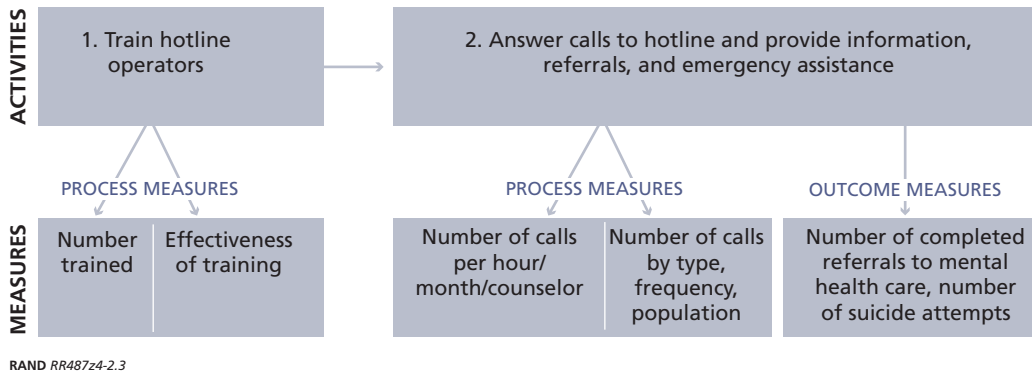 ACTIVITIES
1. Train hotline
operators
2. Answer calls to hotline and provide information,
referrals, and emergency assistance
PROCESS MEASURES
PROCESS MEASURES
OUTCOME MEASURES
MEASURES
Number
trained
Effectiveness
of training
Number of calls
per hour/
month/counselor
Number of calls
by type,
frequency,
population
Number of completed
referrals to mental
health care, number
of suicide attempts
RAND RR487z4-2.3